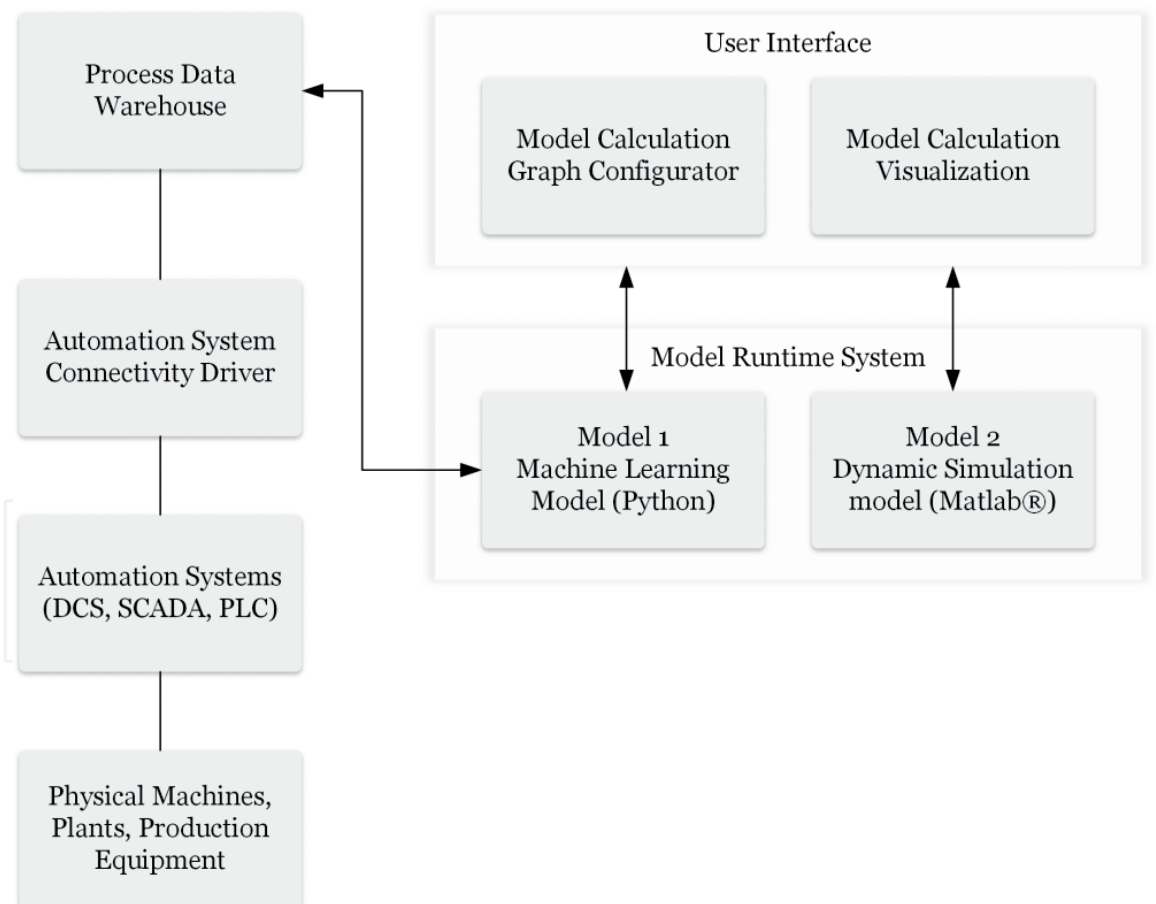 Process Data
Warehouse
Automation System
Connectivity Driver
Automation Systems
(DCS, SCADA, PLC)
Physical Machines,
Plants, Production
Equipment
User Interface
Model Calculation
Graph Configurator
Model Calculation
Visualization
Model Runtime System
Model 1
Machine Learning
Model (Python)
Model 2
Dynamic Simulation
model (Matlab®)